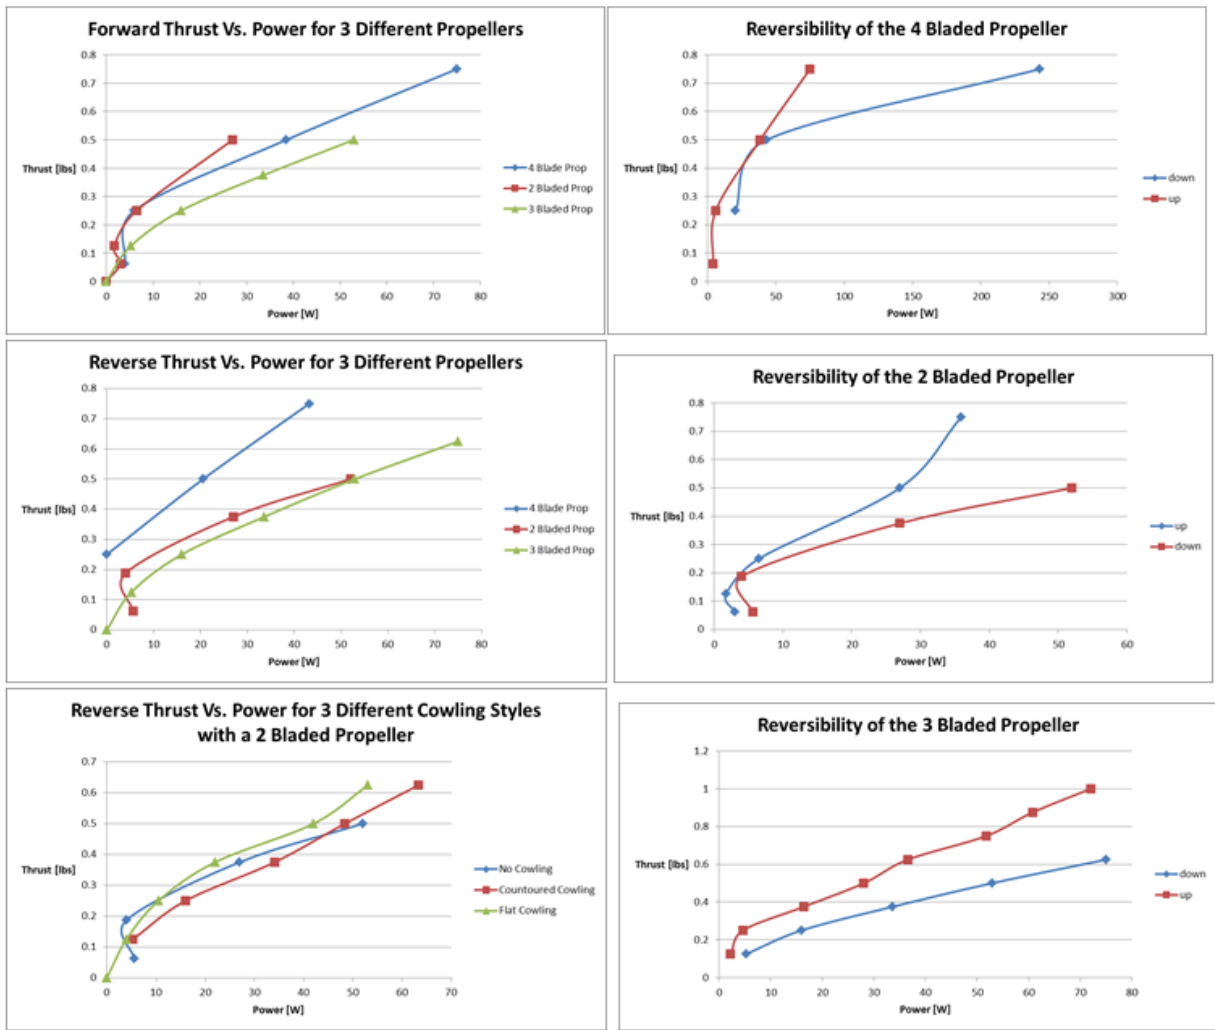 Forward Thrust Vs. Power for 3 Different Propellers
0.8
0.7
0.6
0.5
Thrust [lbs]
0.4
0.3
0.2
0.1
0
0 10 20 30 40 50 60 70 80
Power [W]
4 Blade Prop
2 Bladed Prop
3 Bladed Prop
Reversibility of the 4 Bladed Propeller
0.8
0.7
0.6
0.5
Thrust [lbs]
0.4
0.3
0.2
0.1
0
0 50 100 150 200 250 300
Power [W]
down
up
Reverse Thrust Vs. Power for 3 Different Propellers
0.8
0.7
0.6
0.5
Thrust [lbs]
0.4
0.3
0.2
0.1
0
0 10 20 30 40 50 60 70 80
Power [W]
4 Blade Prop
2 Bladed Prop
3 Bladed Prop
Reversibility of the 2 Bladed Propeller
0.8
0.7
0.6
0.5
Thrust [lbs]
0.4
0.3
0.2
0.1
0
0 10 20 30 40 50 60
Power [W]
up
down
Reverse Thrust Vs. Power for 3 Different Cowling Styles
with a 2 Bladed Propeller
0.7
0.6
0.5
0.4
Thrust [lbs]
0.3
0.2
0.1
0
0 10 20 30 40 50 60 70
Power [W]
No Cowling
Countoured Cowling
Flat Cowling
Reversibility of the 3 Bladed Propeller
1.2
1
0.8
Thrust [lbs]
0.6
0.4
0.2
0
0 10 20 30 40 50 60 70 80
Power [W]
down
up